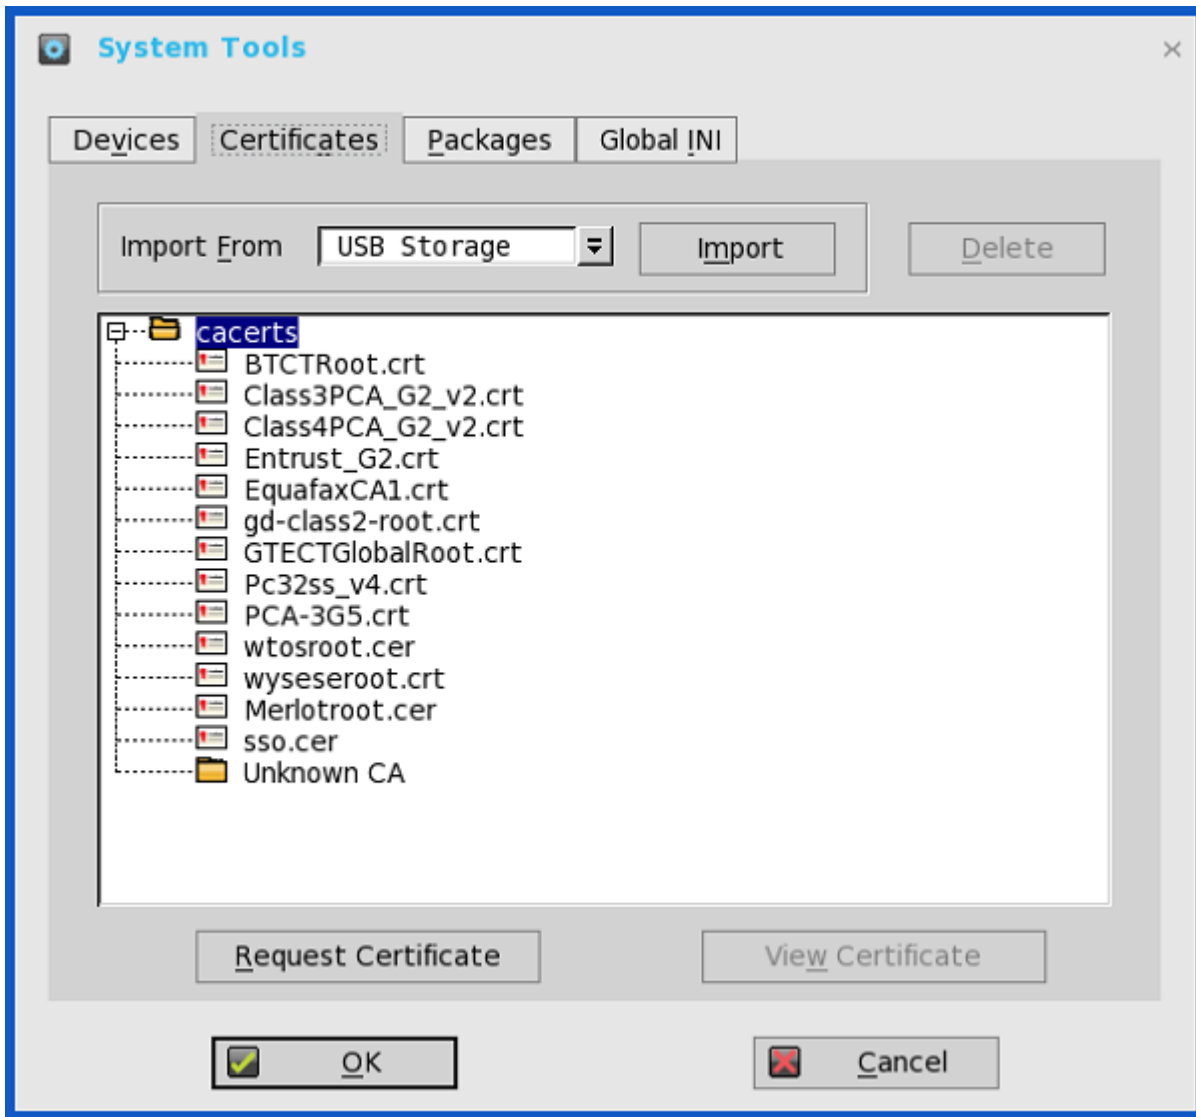 System Tools
Devices Certificates Packages Global INI
Import From USB Storage Import Delete
cacerts
BTCTRoot.crt
Class3PCA_G2_v2.crt
Class4PCA_G2_v2.crt
Entrust_G2.crt
EquafaxCA1.crt
gd-class2-root.crt
GTECTGlobalRoot.crt
Pc32ss_v4.crt
PCA-3G5.crt
wtosroot.cer
wyseseroot.crt
Merlotroot.cer
sso.cer
Unknown CA
Request Certificate View Certificate
OK Cancel